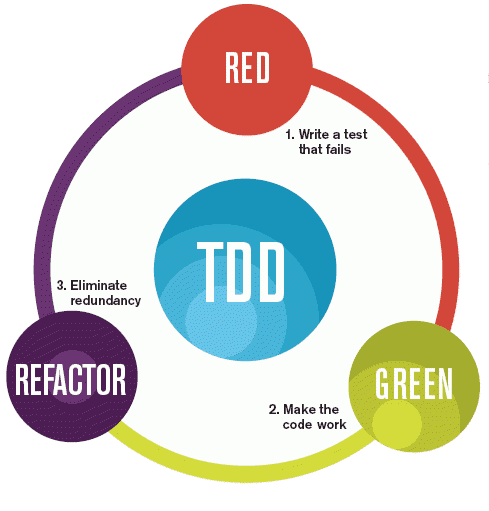 RED
1. Write a test
that fails
TDD
3. Eliminate
redundancy
REFACTOR
GREEN
2. Make the
code work